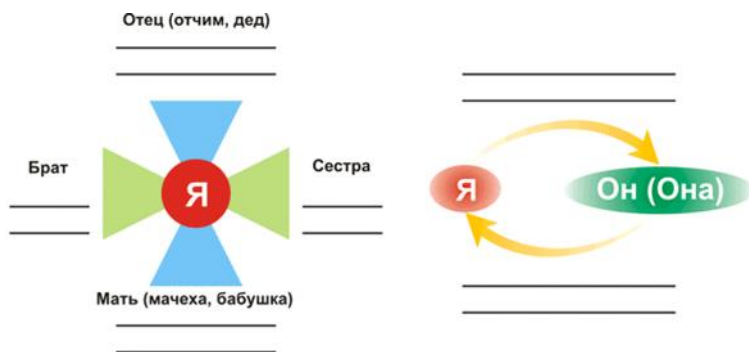 Отец (отчим, дед)
Брат
Я
Сестра
Мать (мачеха, бабушка)
Я
Он (Она)